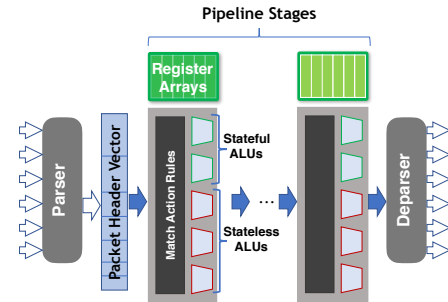 Pipeline Stages
Register
Arrays
Parser
Packet Header Vector
Match Action Rules
Stateful
ALUs
...
Stateless
ALUs
Deparser